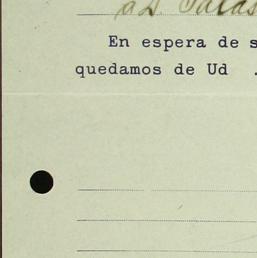 En espera de s
quedamos de Ud .